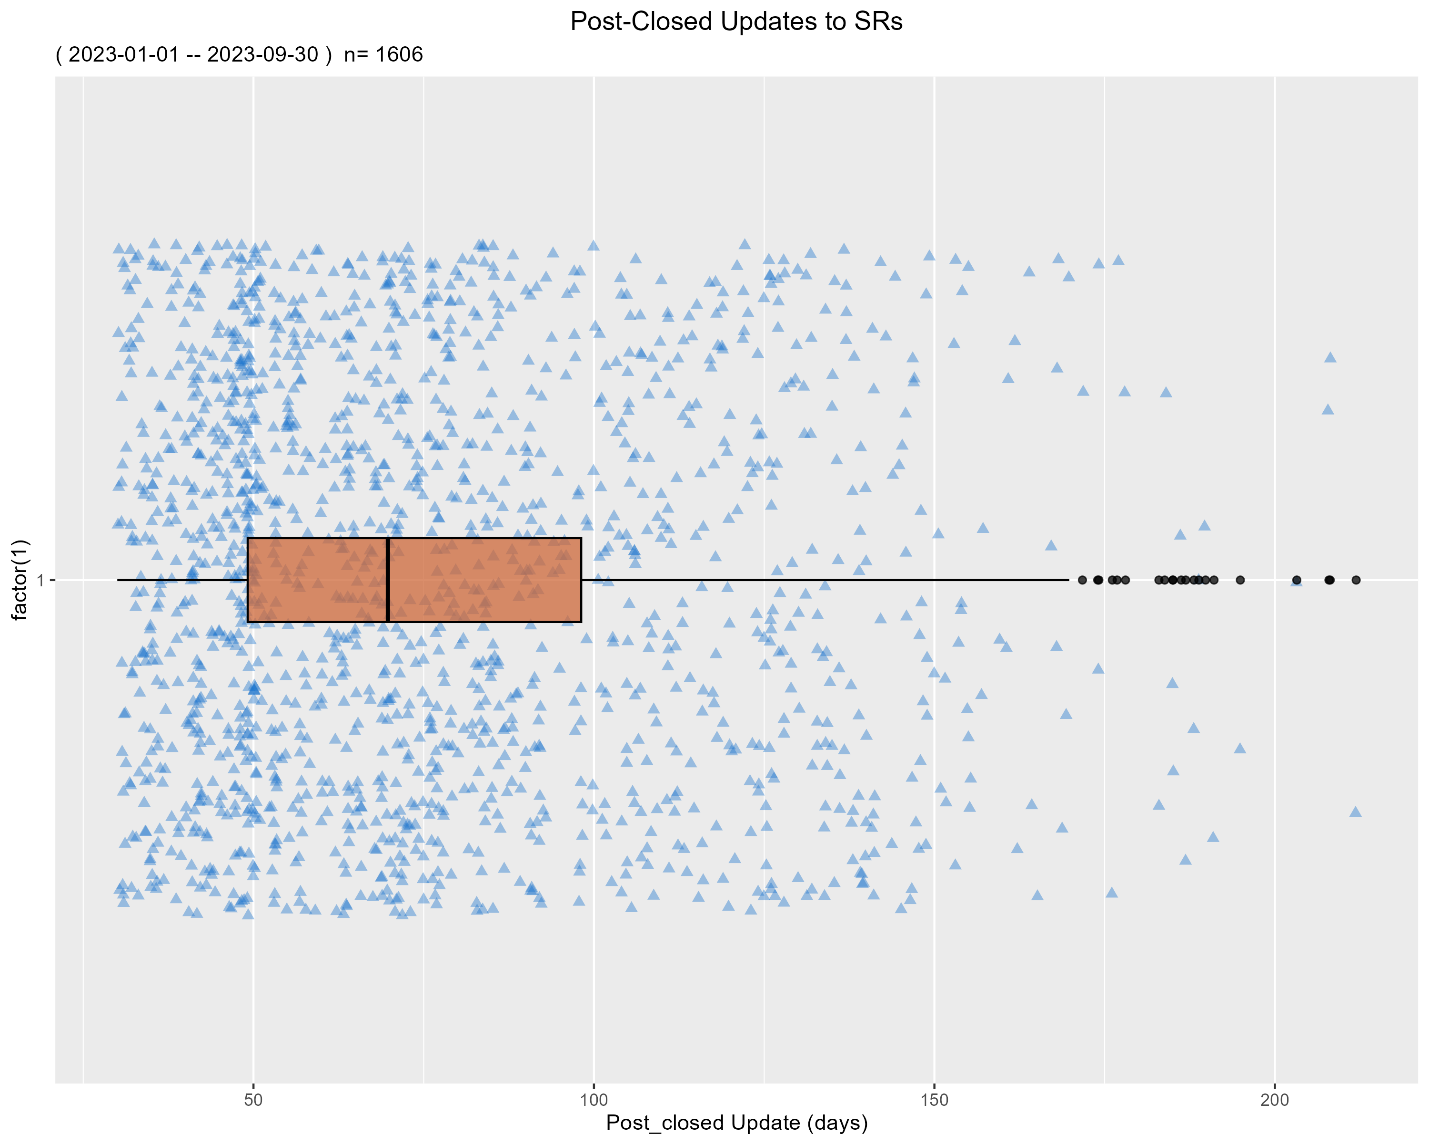 Post-Closed Updates to SRs
( 2023-01-01 -- 2023-09-30 )  n= 1606
factor(1)
1
50 100 150 200
Post_closed Update (days)